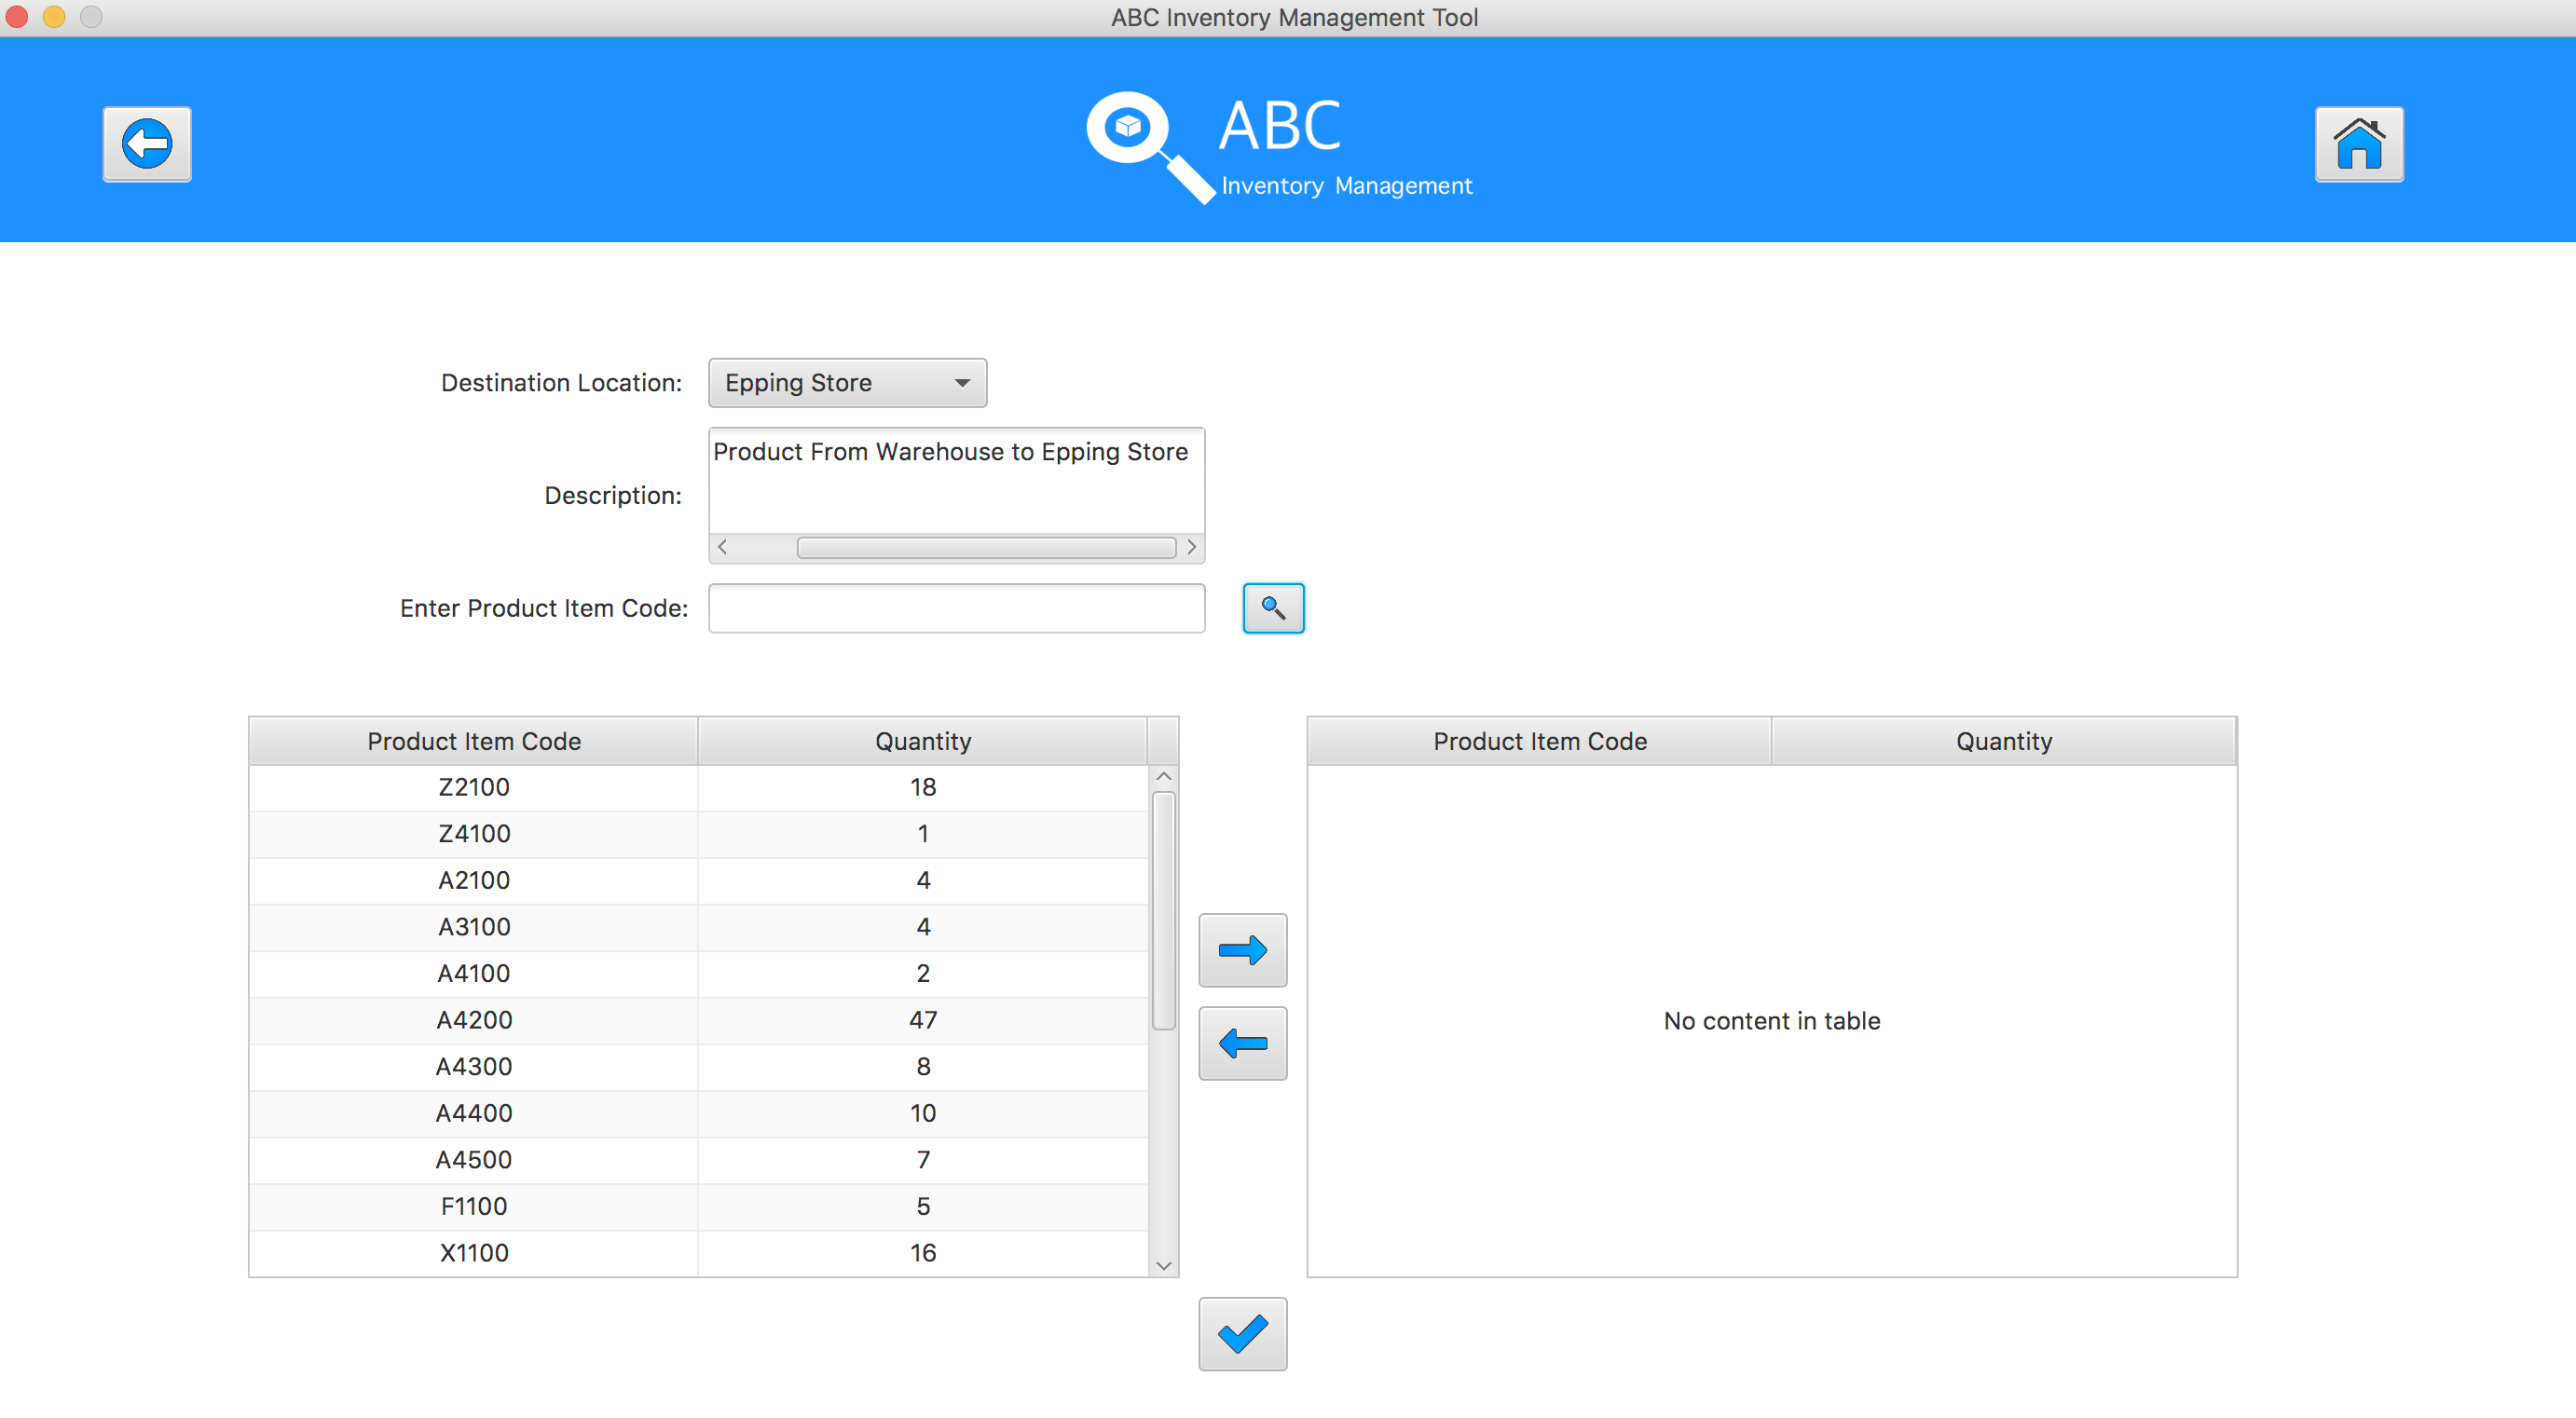 ABC Inventory Management Tool
ABC
Inventory Management
Destination Location: Epping Store
Description: Product From Warehouse to Epping Store
Enter Product Item Code:
Product Item Code Quantity
Z2100 18
Z4100 1
A2100 4
A3100 4
A4100 2
A4200 47
A4300 8
A4400 10
A4500 7
F1100 5
X1100 16
Product Item Code Quantity
No content in table